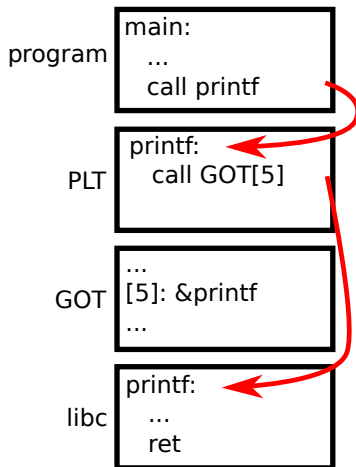 program
main:
...
call printf
PLT
printf:
call GOT[5]
GOT
...
[5]: &printf
...
libc
printf:
...
ret